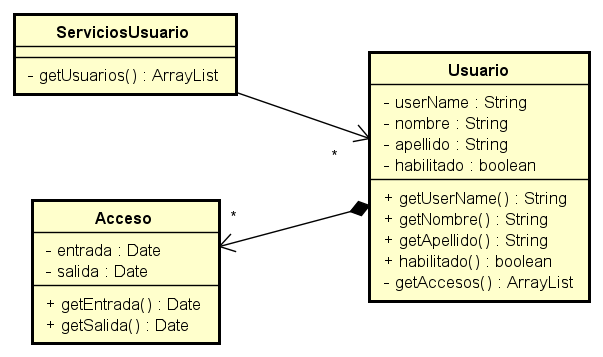 ServiciosUsuario
- getUsuarios() : ArrayList
Usuario
- userName : String
- nombre : String
- apellido : String
- habilitado : boolean
+ getUserName() : String
+ getNombre() : String
+ getApellido() : String
+ habilitado() : boolean
- getAccesos() : ArrayList
*
*
Acceso
- entrada : Date
- salida : Date
+ getEntrada() : Date
+ getSalida() : Date